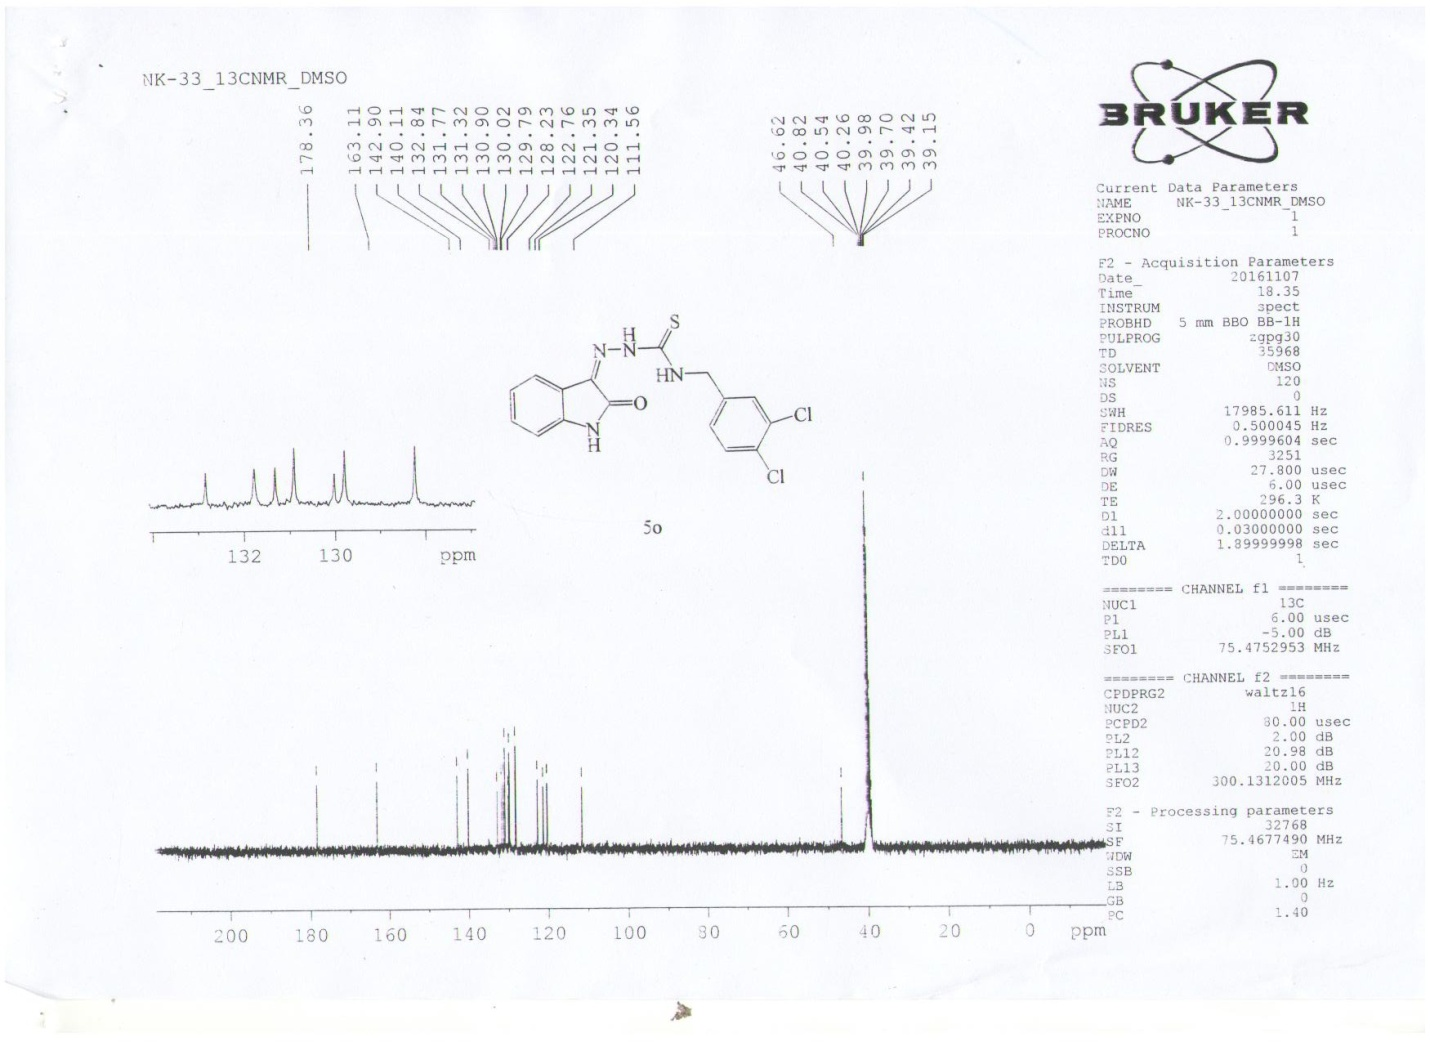 NK-33_13CNMR_DMSO
178.36
163.11
142.90
140.11
132.84
131.77
131.32
130.90
130.02
129.79
128.23
122.76
121.35
120.34
111.56
46.62
40.82
40.54
40.26
39.98
39.70
39.42
39.15
BRUKER
Current Data Parameters
NAME NK-33_13CNMR_DMSO
EXPNO 1
PROCNO 1
F2 - Acquisition Parameters
Date_ 20161107
Time 18.35
INSTRUM spect
PROBHD 5 mm BBO BB-1H
PULPROG zgpg30
TD 35968
SOLVENT DMSO
NS 120
DS 0
SWH 17985.611 Hz
FIDRES 0.500045 Hz
AQ 0.9999604 sec
RG 3251
DW 27.800 usec
DE 6.00 usec
TE 296.3 K
D1 2.00000000 sec
d11 0.03000000 sec
DELTA 1.89999998 sec
TD0 1
======== CHANNEL f1 ========
NUC1 13C
P1 6.00 usec
PL1 -5.00 dB
SFO1 75.4752953 MHz
======== CHANNEL f2 ========
CPDPRG2 waltz16
NUC2 1H
PCPD2 80.00 usec
PL2 2.00 dB
PL12 20.98 dB
PL13 20.00 dB
SFO2 300.1312005 MHz
F2 - Processing parameters
SI 32768
SF 75.4677490 MHz
WDW EM
SSB 0
LB 1.00 Hz
GB 0
PC 1.40
S
H
N-N
HN
O
N
H
Cl
Cl
5o
132 130 ppm
200 180 160 140 120 100 80 60 40 20 0 ppm